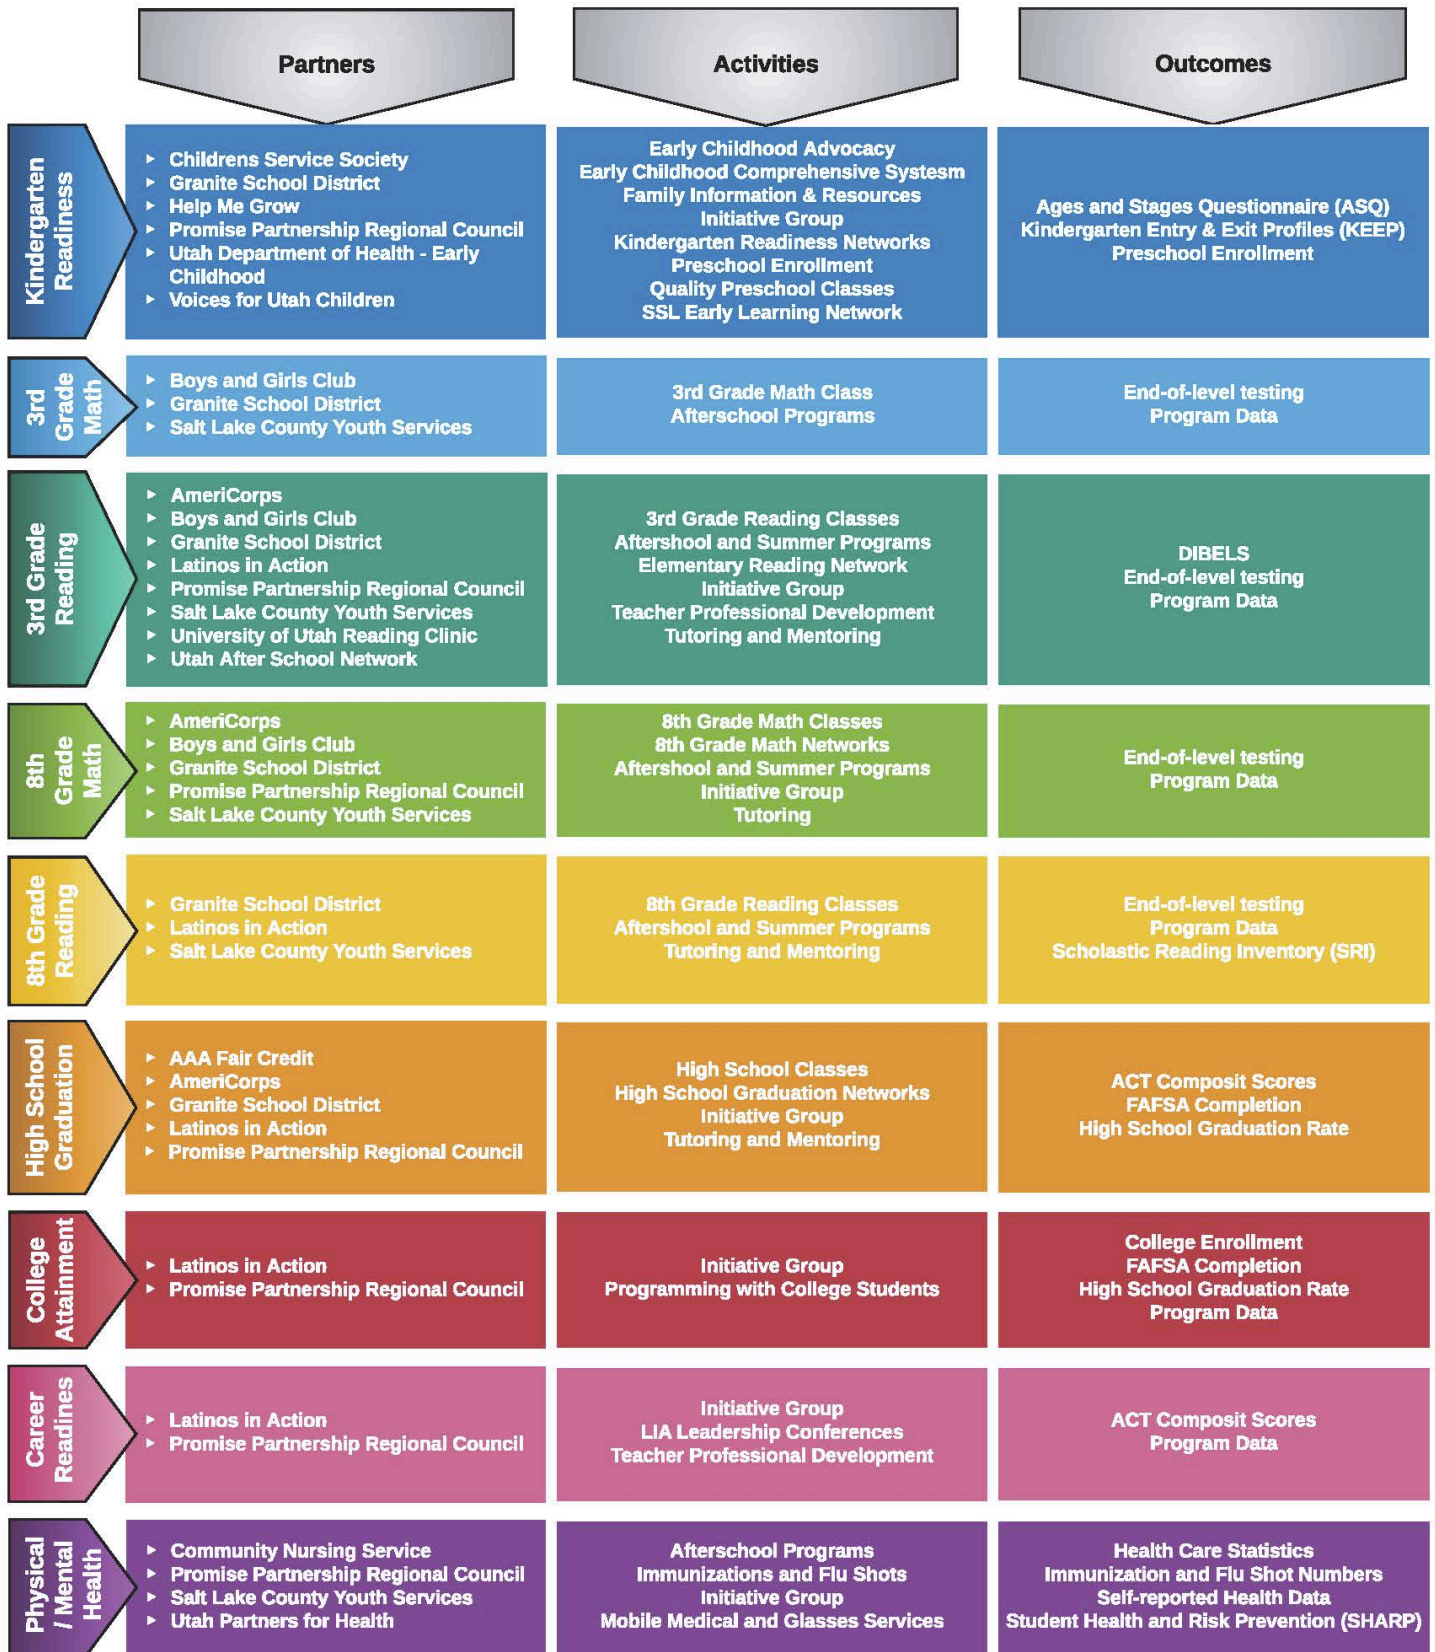 Partners
Activities
Outcomes
Kindergarten
Readiness
Childrens Service Society
Granite School District
Help Me Grow
Promise Partnership Regional Council
Utah Department of Health - Early
Childhood
Voices for Utah Children
Early Childhood Advocacy
Early Childhood Comprehensive Systesm
Family Information & Resources
Initiative Group
Kindergarten Readiness Networks
Preschool Enrollment
Quality Preschool Classes
SSL Early Learning Network
Ages and Stages Questionnaire (ASQ)
Kindergarten Entry & Exit Profiles (KEEP)
Preschool Enrollment
3rd
Grade
Math
Boys and Girls Club
Granite School District
Salt Lake County Youth Services
3rd Grade Math Class
Afterschool Programs
End-of-level testing
Program Data
3rd Grade
Reading
AmeriCorps
Boys and Girls Club
Granite School District
Latinos in Action
Promise Partnership Regional Council
Salt Lake County Youth Services
University of Utah Reading Clinic
Utah After School Network
3rd Grade Reading Classes
Aftershool and Summer Programs
Elementary Reading Network
Initiative Group
Teacher Professional Development
Tutoring and Mentoring
DIBELS
End-of-level testing
Program Data
8th
Grade
Math
AmeriCorps
Boys and Girls Club
Granite School District
Promise Partnership Regional Council
Salt Lake County Youth Services
8th Grade Math Classes
8th Grade Math Networks
Aftershool and Summer Programs
Initiative Group
Tutoring
End-of-level testing
Program Data
8th Grade
Reading
Granite School District
Latinos in Action
Salt Lake County Youth Services
8th Grade Reading Classes
Aftershool and Summer Programs
Tutoring and Mentoring
End-of-level testing
Program Data
Scholastic Reading Inventory (SRI)
High School
Graduation
AAA Fair Credit
AmeriCorps
Granite School District
Latinos in Action
Promise Partnership Regional Council
High School Classes
High School Graduation Networks
Initiative Group
Tutoring and Mentoring
ACT Composit Scores
FAFSA Completion
High School Graduation Rate
College
Attainment
Latinos in Action
Promise Partnership Regional Council
Initiative Group
Programming with College Students
College Enrollment
FAFSA Completion
High School Graduation Rate
Program Data
Career
Readines
Latinos in Action
Promise Partnership Regional Council
Initiative Group
LIA Leadership Conferences
Teacher Professional Development
ACT Composit Scores
Program Data
Physical
/ Mental
Health
Community Nursing Service
Promise Partnership Regional Council
Salt Lake County Youth Services
Utah Partners for Health
Afterschool Programs
Immunizations and Flu Shots
Initiative Group
Mobile Medical and Glasses Services
Health Care Statistics
Immunization and Flu Shot Numbers
Self-reported Health Data
Student Health and Risk Prevention (SHARP)